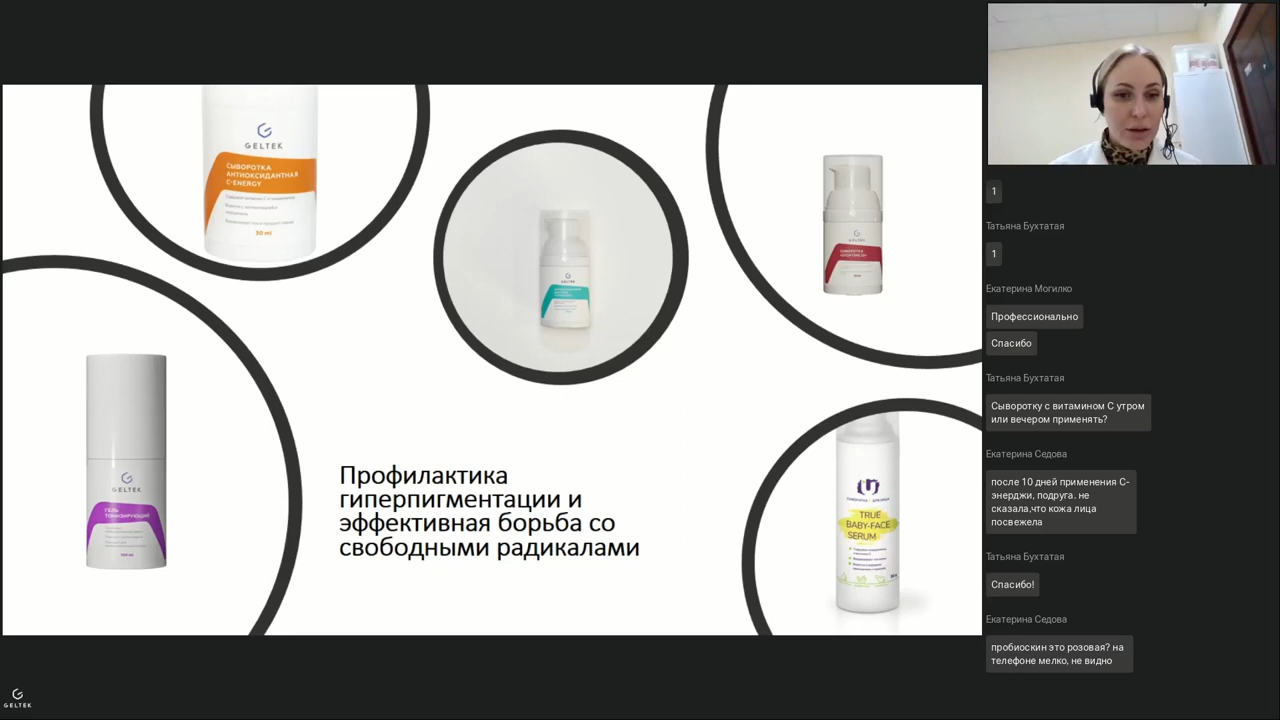 GELTEK
СЫВОРОТКА
АНТИОКСИДАНТНАЯ
C-ENERGY
30 ml
GELTEK
GELTEK
GELTEK
ГЕЛЬ
ТОНИЗИРУЮЩИЙ
TRUE
BABY-FACE
SERUM
Профилактика
гиперпигментации и
эффективная борьба со
свободными радикалами
GELTEK
1
Татьяна Бухтатая
1
Екатерина Могилко
Профессионально
Спасибо
Татьяна Бухтатая
Сыворотку с витамином С утром
или вечером применять?
Екатерина Седова
после 10 дней применения С-
энерджи, подруга. не
сказала,что кожа лица
посвежела
Татьяна Бухтатая
Спасибо!
Екатерина Седова
пробиоскин это розовая? на
телефоне мелко, не видно